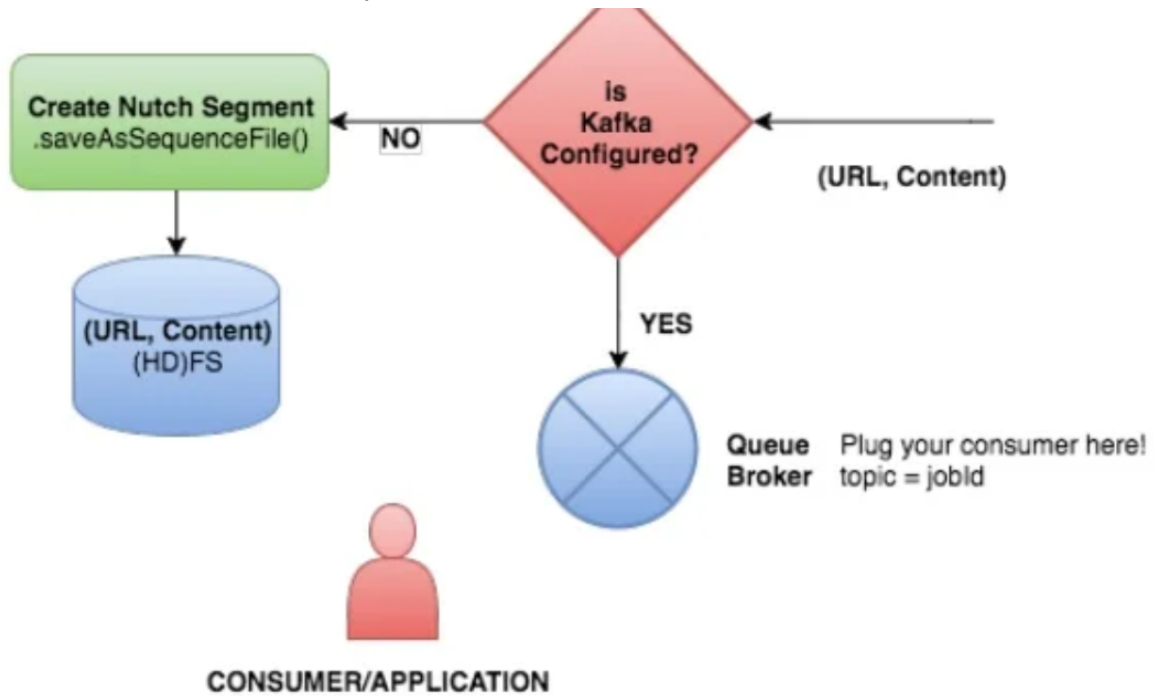 is
Kafka
Configured?
Create Nutch Segment
.saveAsSequenceFile()
NO
(URL, Content)
(URL, Content)
(HD)FS
YES
Queue Plug your consumer here!
Broker topic = jobId
CONSUMER/APPLICATION